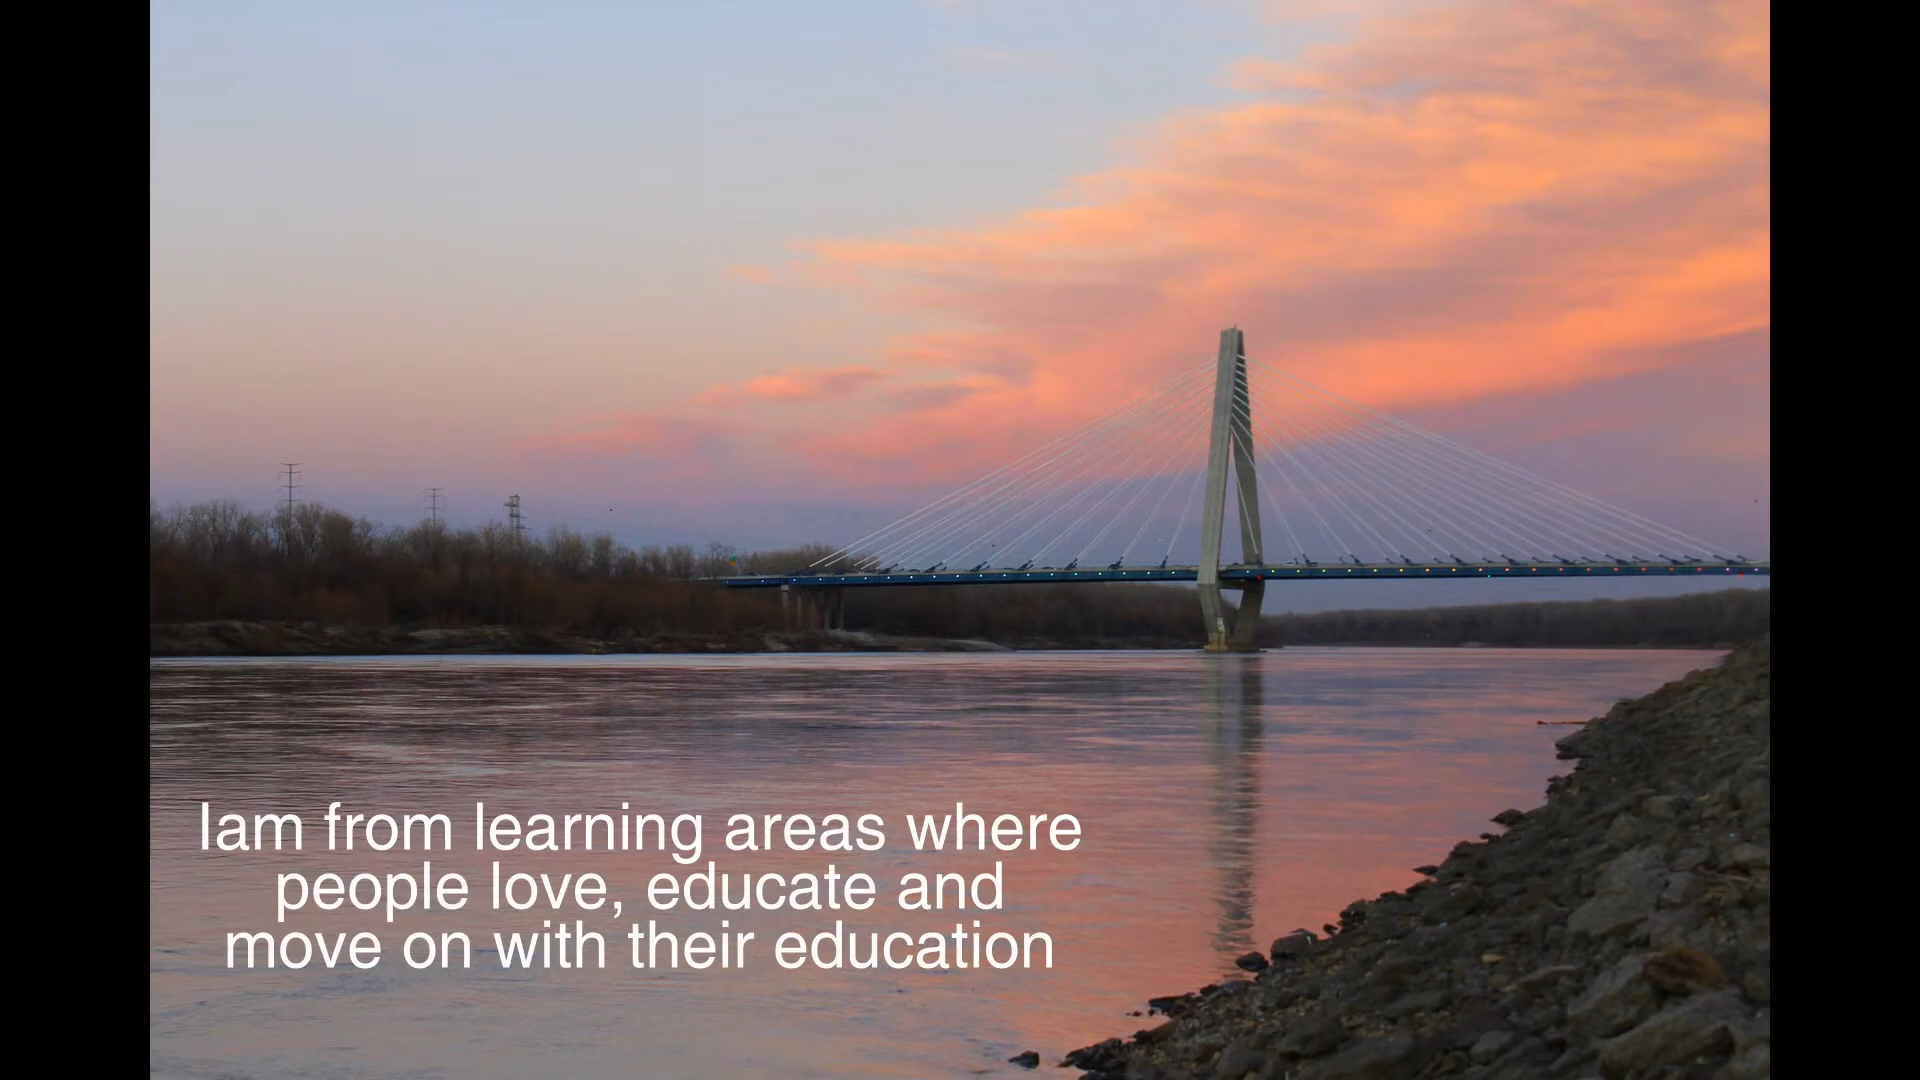 Iam from learning areas where
people love, educate and
move on with their education